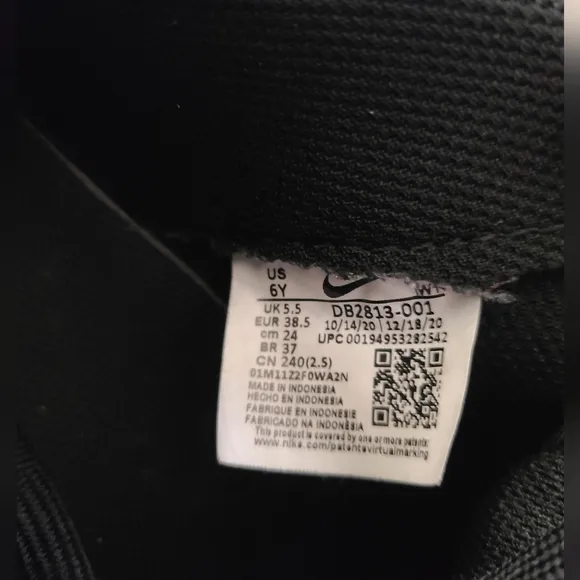 US
6Y
UK 5.5
EUR 38.5
cm 24
BR 37
CN 240(2.5)
DB2813-001
10/14/20 12/18/20
UPC 00194953282542
01M11Z2F0WA2N
MADE IN INDONESIA
HECHO EN INDONESIA
FABRIQUE EN INDONESIE
FABRICADO NA INDONÉSIA
This product is covered by one or more patents:
www.nike.com/patentsvirtualmarking